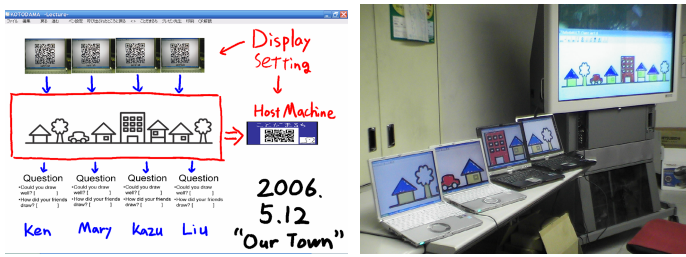 KOTODAMA -Lecture-
Display
Setting
Host Machine
Question
•Could you draw
well? [ ]
•How did your friends
draw? [ ]
Question
•Could you draw
well? [ ]
•How did your friends
draw? [ ]
Question
•Could you draw
well? [ ]
•How did your friends
draw? [ ]
Question
•Could you draw
well? [ ]
•How did your friends
draw? [ ]
Ken
Mary
Kazu
Liu
2006.
5.12
"Our Town"